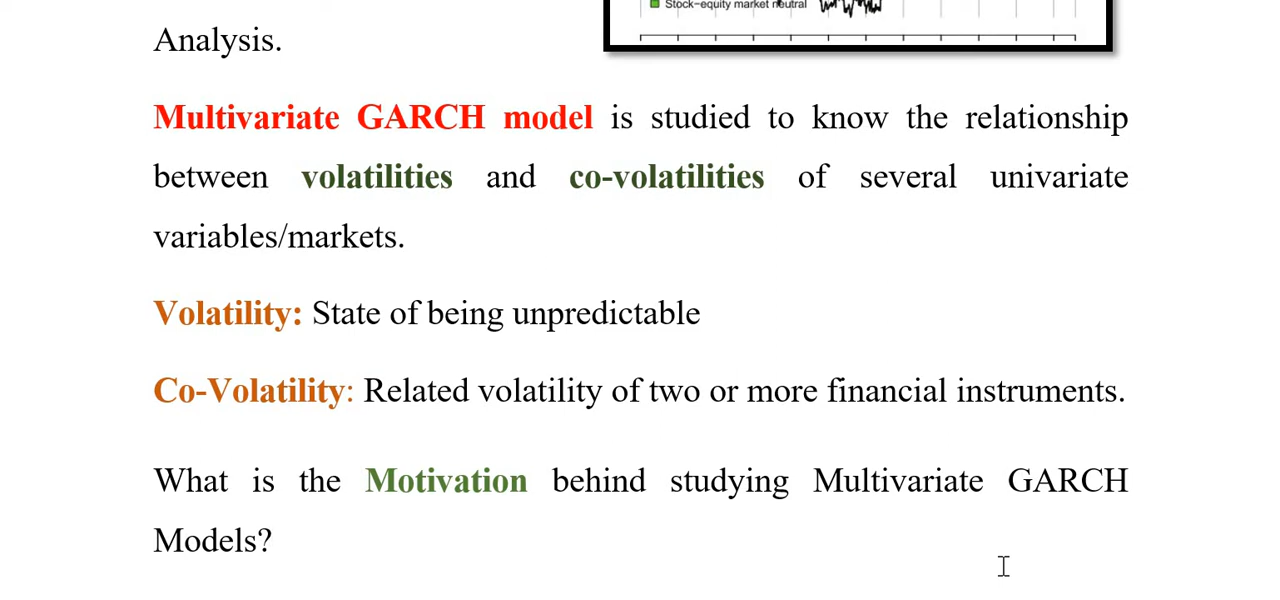 Stock-equity market neutral
Analysis.
Multivariate GARCH model is studied to know the relationship
between volatilities and co-volatilities of several univariate
variables/markets.
Volatility: State of being unpredictable
Co-Volatility: Related volatility of two or more financial instruments.
What is the Motivation behind studying Multivariate GARCH
Models?